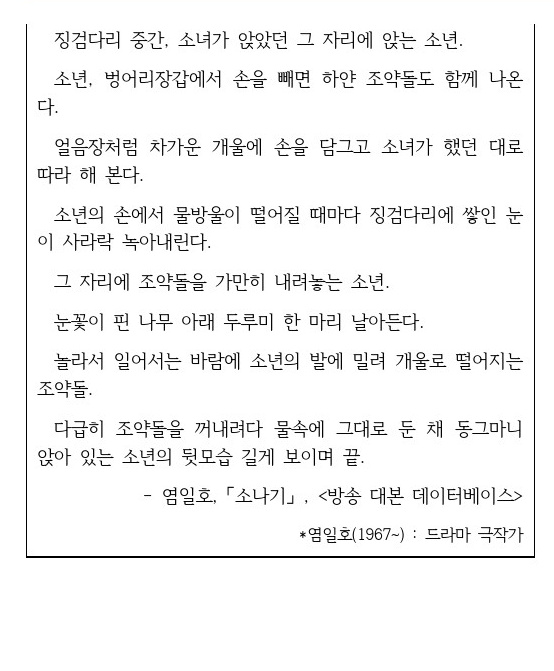 징검다리 중간, 소녀가 앉았던 그 자리에 앉는 소년.
소년, 벙어리장갑에서 손을 빼면 하얀 조약돌도 함께 나온
다.
얼음장처럼 차가운 개울에 손을 담그고 소녀가 했던 대로
따라 해 본다.
소년의 손에서 물방울이 떨어질 때마다 징검다리에 쌓인 눈
이 사라락 녹아내린다.
그 자리에 조약돌을 가만히 내려놓는 소년.
눈꽃이 핀 나무 아래 두루미 한 마리 날아든다.
놀라서 일어서는 바람에 소년의 발에 밀려 개울로 떨어지는
조약돌.
다급히 조약돌을 꺼내려다 물속에 그대로 둔 채 동그마니
앉아 있는 소년의 뒷모습 길게 보이며 끝.
- 염일호,「소나기」, <방송 대본 데이터베이스>
*염일호(1967~) : 드라마 극작가